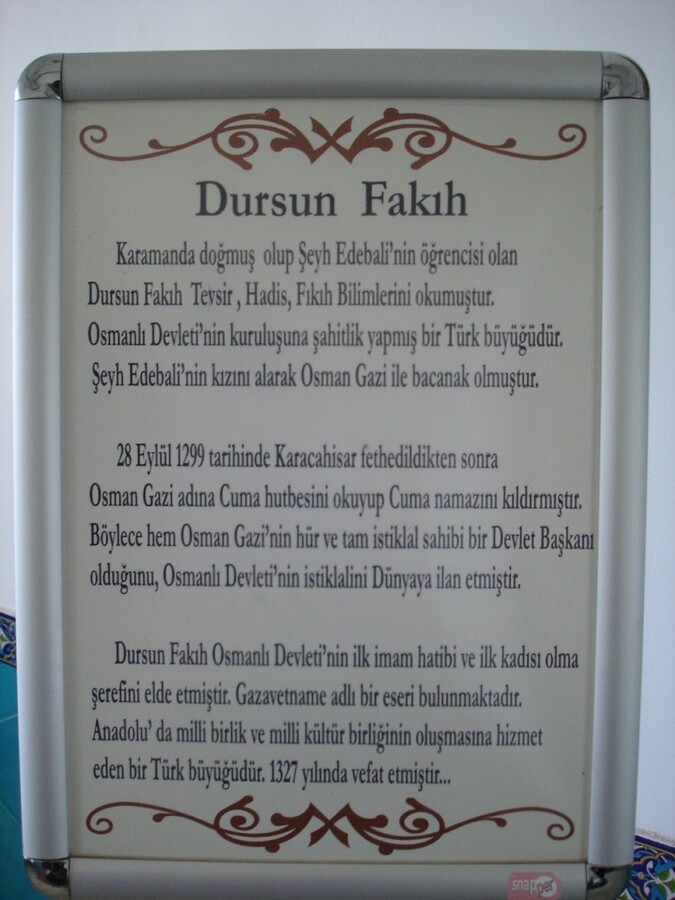 Dursun Fakıh
Karamanda doğmuş olup Şeyh Edebali'nin öğrencisi olan
Dursun Fakıh Tevsir , Hadis, Fıkıh Bilimlerini okumuştur.
Osmanlı Devleti'nin kuruluşuna şahitlik yapmış bir Türk büyüğüdür.
Şeyh Edebali'nin kızını alarak Osman Gazi ile bacanak olmuştur.
28 Eylül 1299 tarihinde Karacahisar fethedildikten sonra
Osman Gazi adına Cuma hutbesini okuyup Cuma namazını kıldırmıştır.
Böylece hem Osman Gazi'nin hür ve tam istiklal sahibi bir Devlet Başkanı
olduğunu, Osmanlı Devleti'nin istiklalini Dünyaya ilan etmiştir.
Dursun Fakıh Osmanlı Devleti'nin ilk imam hatibi ve ilk kadısı olma
şerefini elde etmiştir. Gazavetname adlı bir eseri bulunmaktadır.
Anadolu' da milli birlik ve milli kültür birliğinin oluşmasına hizmet
eden bir Türk büyüğüdür. 1327 yılında vefat etmiştir...